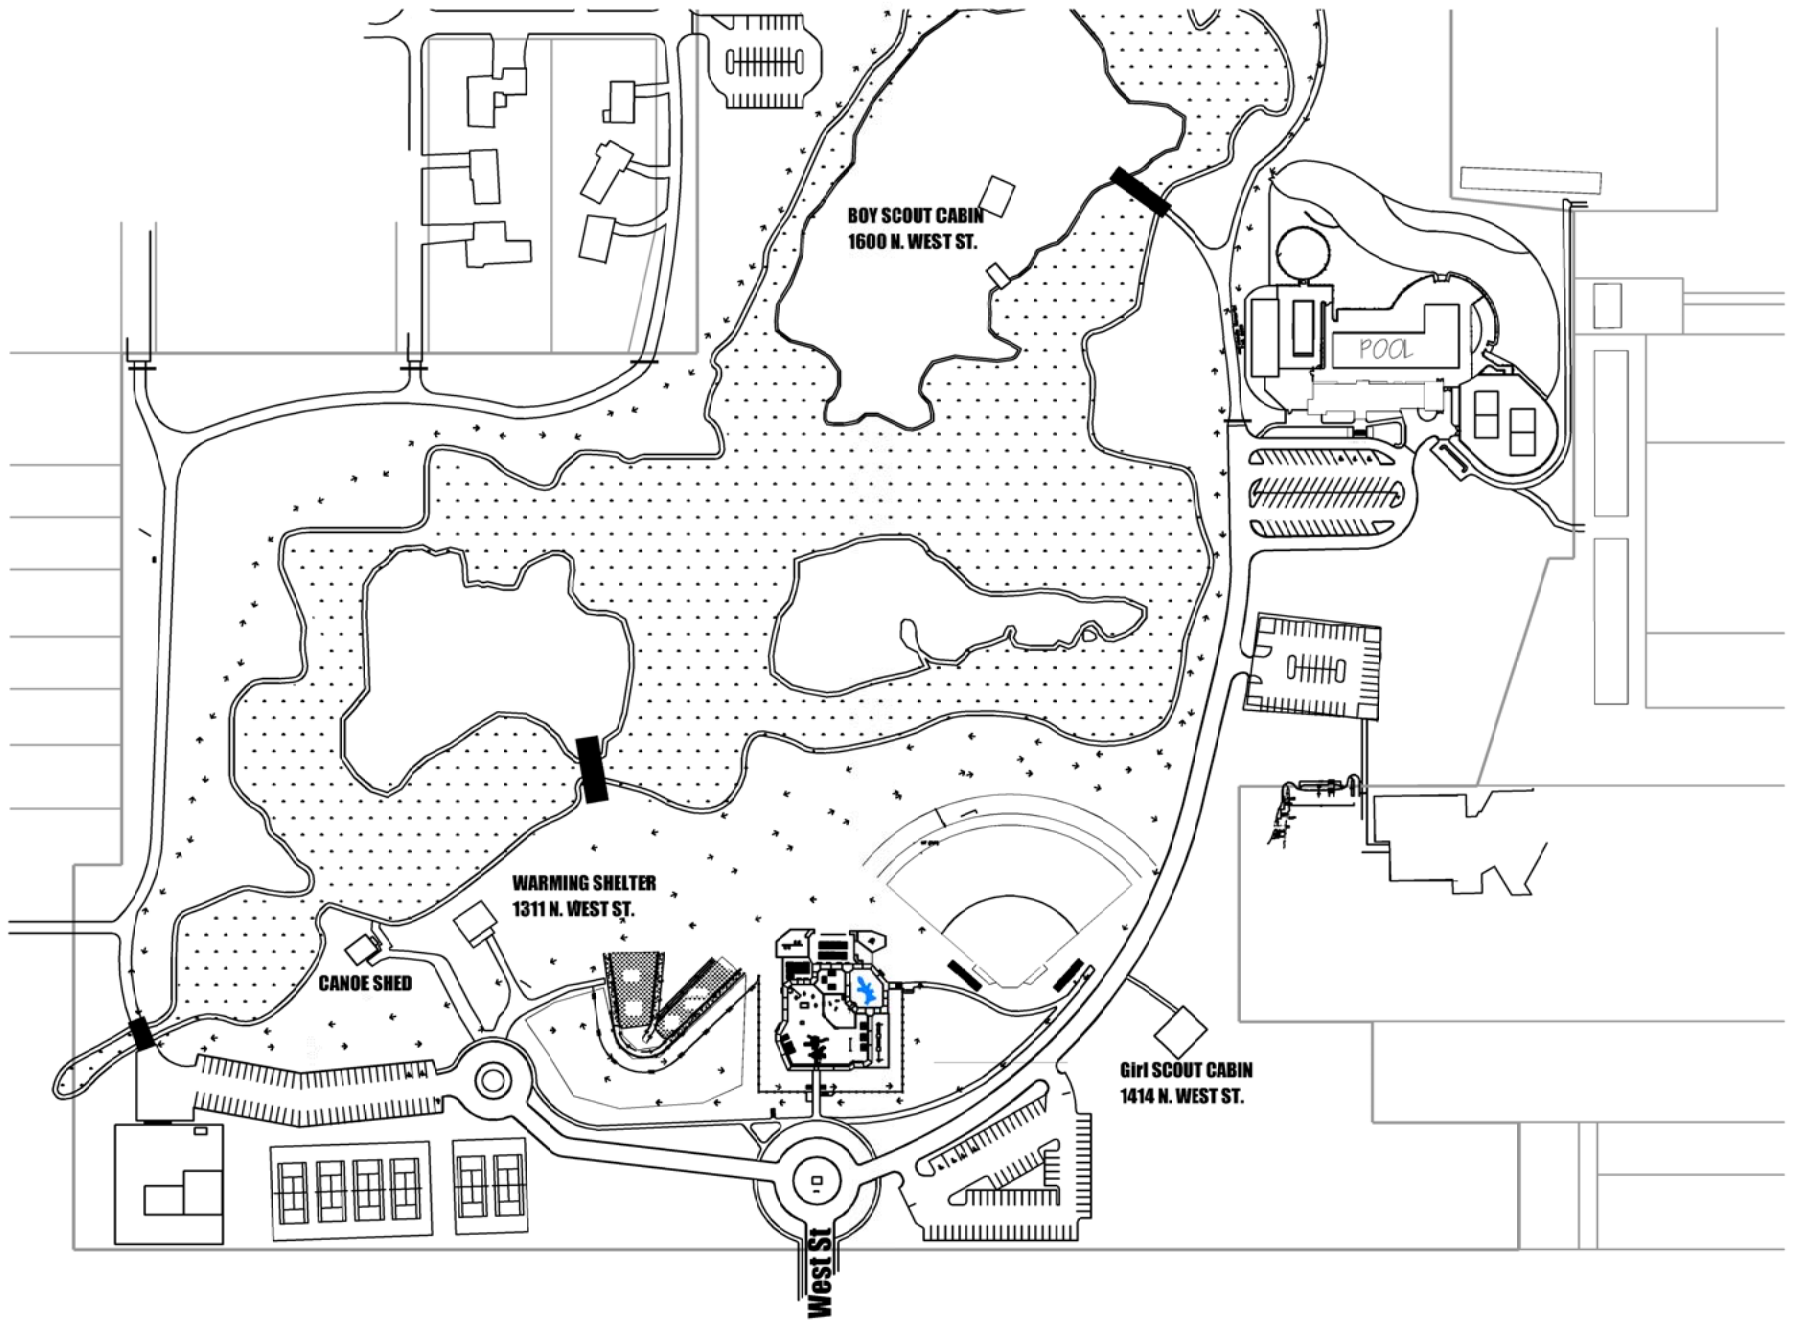 BOY SCOUT CABIN
1600 N. WEST ST.
POOL
WARMING SHELTER
1311 N. WEST ST.
CANOE SHED
Girl SCOUT CABIN
1414 N. WEST ST.
West St